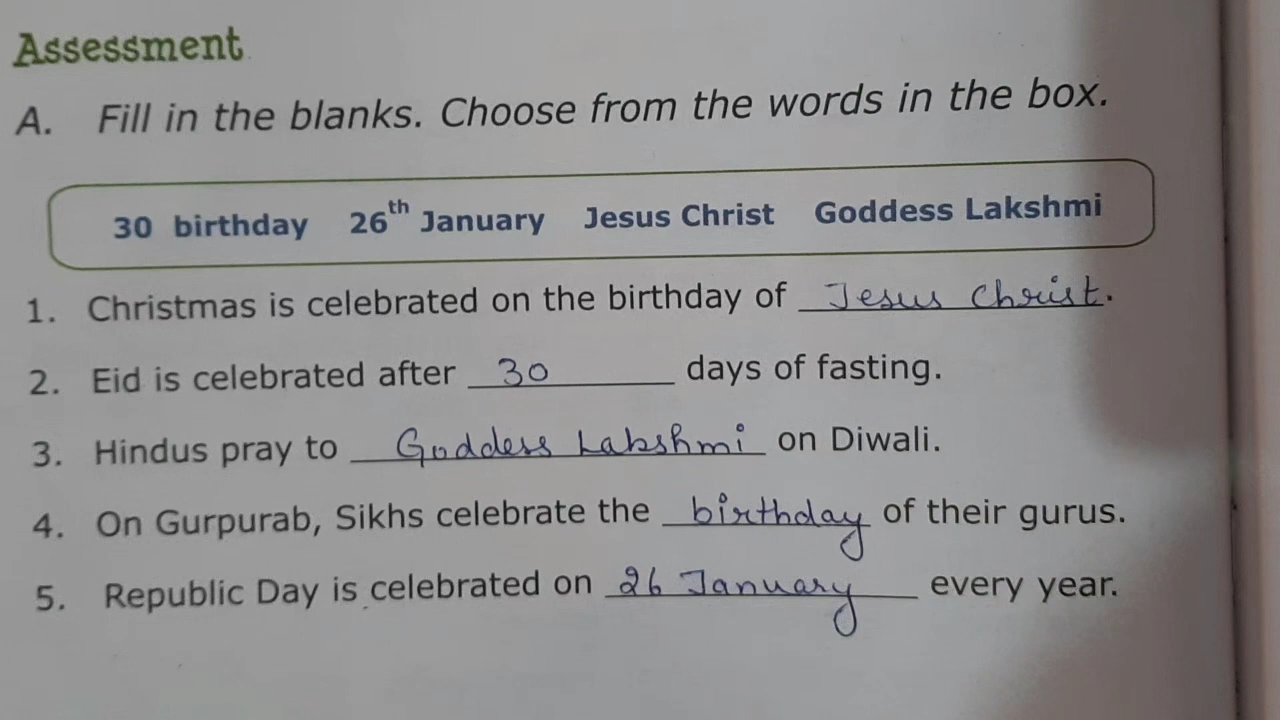 Assessment
A. Fill in the blanks. Choose from the words in the box.
30 birthday 26th January Jesus Christ Goddess Lakshmi
1. Christmas is celebrated on the birthday of Jesus Christ.
2. Eid is celebrated after 30 days of fasting.
3. Hindus pray to Goddess Lakshmi on Diwali.
4. On Gurpurab, Sikhs celebrate the birthday of their gurus.
5. Republic Day is celebrated on 26 January every year.